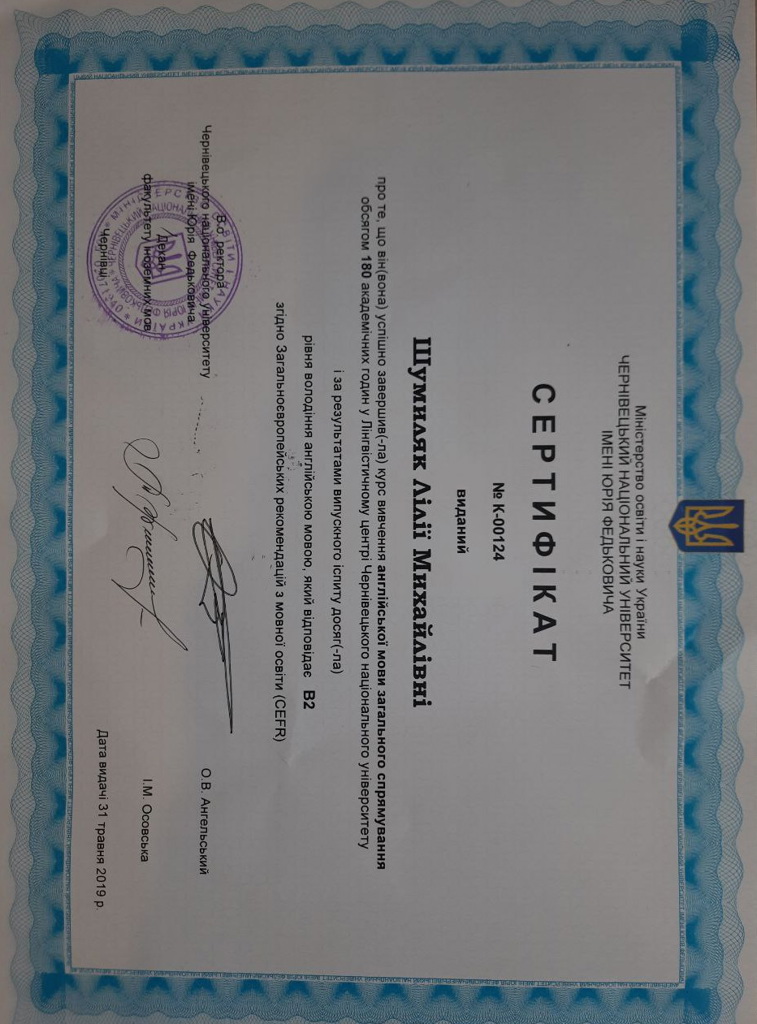 Міністерство освіти і науки України
ЧЕРНІВЕЦЬКИЙ НАЦІОНАЛЬНИЙ УНІВЕРСИТЕТ
ІМЕНІ ЮРІЯ ФЕДЬКОВИЧА
СЕРТИФІКАТ
№ К-00124
виданий
Шумиляк Лілії Михайлівні
про те, що він(вона) успішно завершив(-ла) курс вивчення англійської мови загального спрямування
обсягом 180 академічних годин у Лінгвістичному центрі Чернівецького національного університету
і за результатами випускного іспиту досяг(-ла)
рівня володіння англійською мовою, який відповідає B2
згідно Загальноєвропейських рекомендацій з мовної освіти (CEFR)
В.о. ректора
Чернівецького національного університету
імені Юрія Федьковича
О.В. Ангельський
Декан
факультету іноземних мов
І.М. Осовська
Чернівці
Дата видачі 31 травня 2019 р.